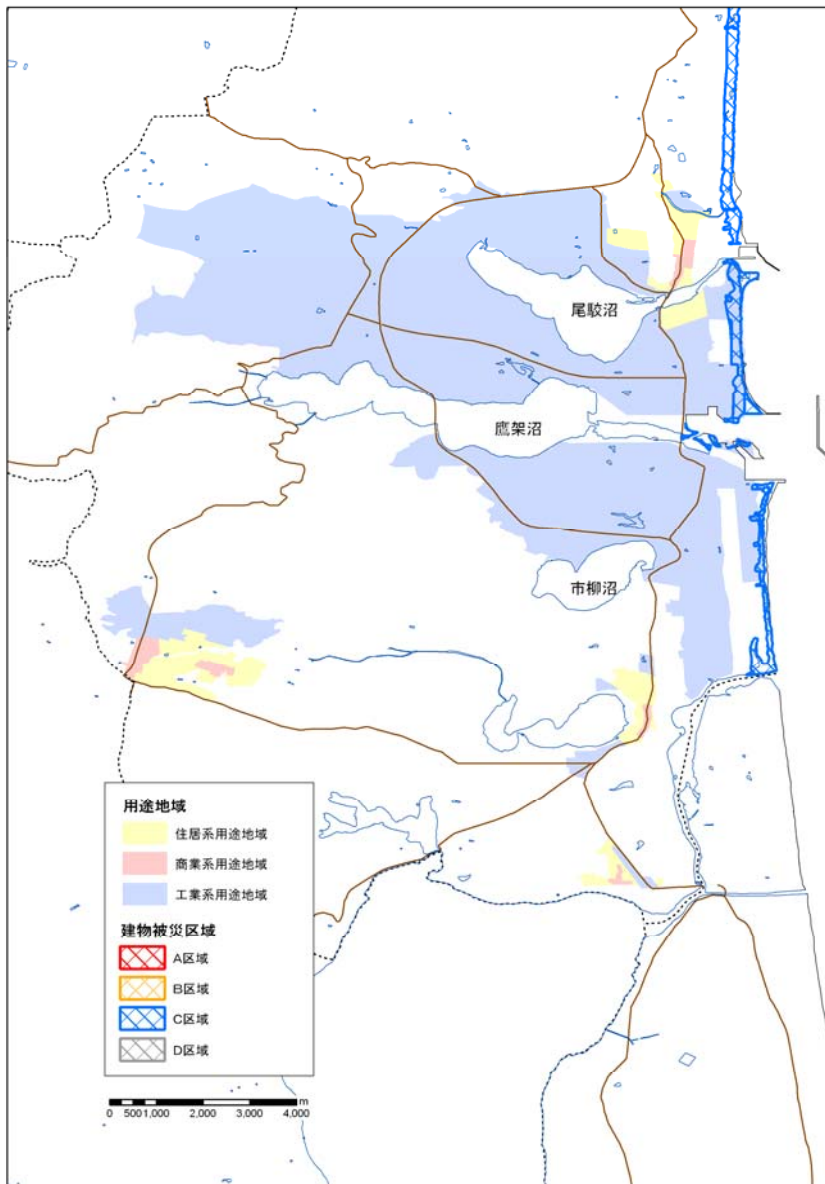 尾駮沼
鷹架沼
市柳沼
用途地域
住居系用途地域
商業系用途地域
工業系用途地域
建物被災区域
A区域
B区域
C区域
D区域
m
0 500 1,000 2,000 3,000 4,000